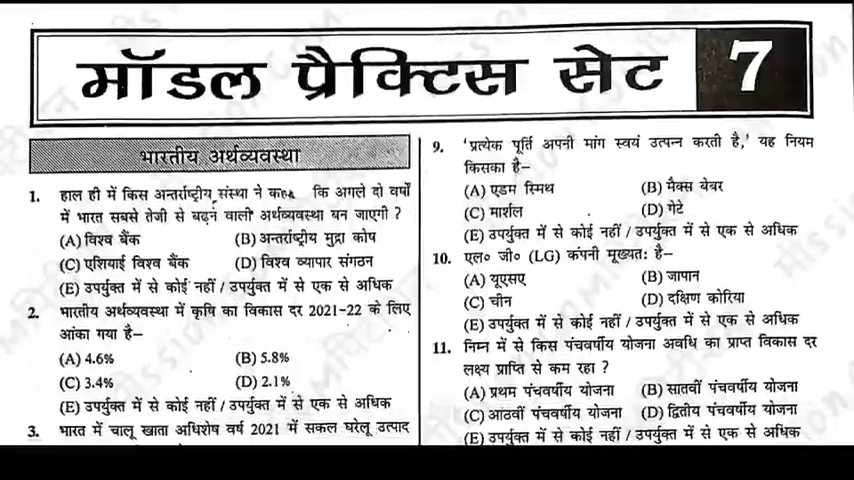 मॉडल प्रैक्टिस सेट 7
भारतीय अर्थव्यवस्था
1. हाल ही में किस अन्तर्राष्ट्रीय संस्था ने कहा कि अगले दो वर्षों
में भारत सबसे तेजी से बढ़ने वाली अर्थव्यवस्था बन जाएगी ?
(A) विश्व बैंक (B) अन्तर्राष्ट्रीय मुद्रा कोष
(C) एशियाई विश्व बैंक (D) विश्व व्यापार संगठन
(E) उपर्युक्त में से कोई नहीं / उपर्युक्त में से एक से अधिक
2. भारतीय अर्थव्यवस्था में कृषि का विकास दर 2021-22 के लिए
आंका गया है–
(A) 4.6% (B) 5.8%
(C) 3.4% (D) 2.1%
(E) उपर्युक्त में से कोई नहीं / उपर्युक्त में से एक से अधिक
3. भारत में चालू खाता अधिशेष वर्ष 2021 में सकल घरेलू उत्पाद
9. 'प्रत्येक पूर्ति अपनी मांग स्वयं उत्पन्न करती है,' यह नियम
किसका है–
(A) एडम स्मिथ (B) मैक्स बेबर
(C) मार्शल (D) गेटे
(E) उपर्युक्त में से कोई नहीं / उपर्युक्त में से एक से अधिक
10. एल० जी० (LG) कंपनी मूख्यत: है–
(A) यूएसए (B) जापान
(C) चीन (D) दक्षिण कोरिया
(E) उपर्युक्त में से कोई नहीं / उपर्युक्त में से एक से अधिक
11. निम्न में से किस पंचवर्षीय योजना अवधि का प्राप्त विकास दर
लक्ष्य प्राप्ति से कम रहा ?
(A) प्रथम पंचवर्षीय योजना (B) सातवीं पंचवर्षीय योजना
(C) आठवीं पंचवर्षीय योजना (D) द्वितीय पंचवर्षीय योजना
(E) उपर्युक्त में से कोई नहीं / उपर्युक्त में से एक से अधिक